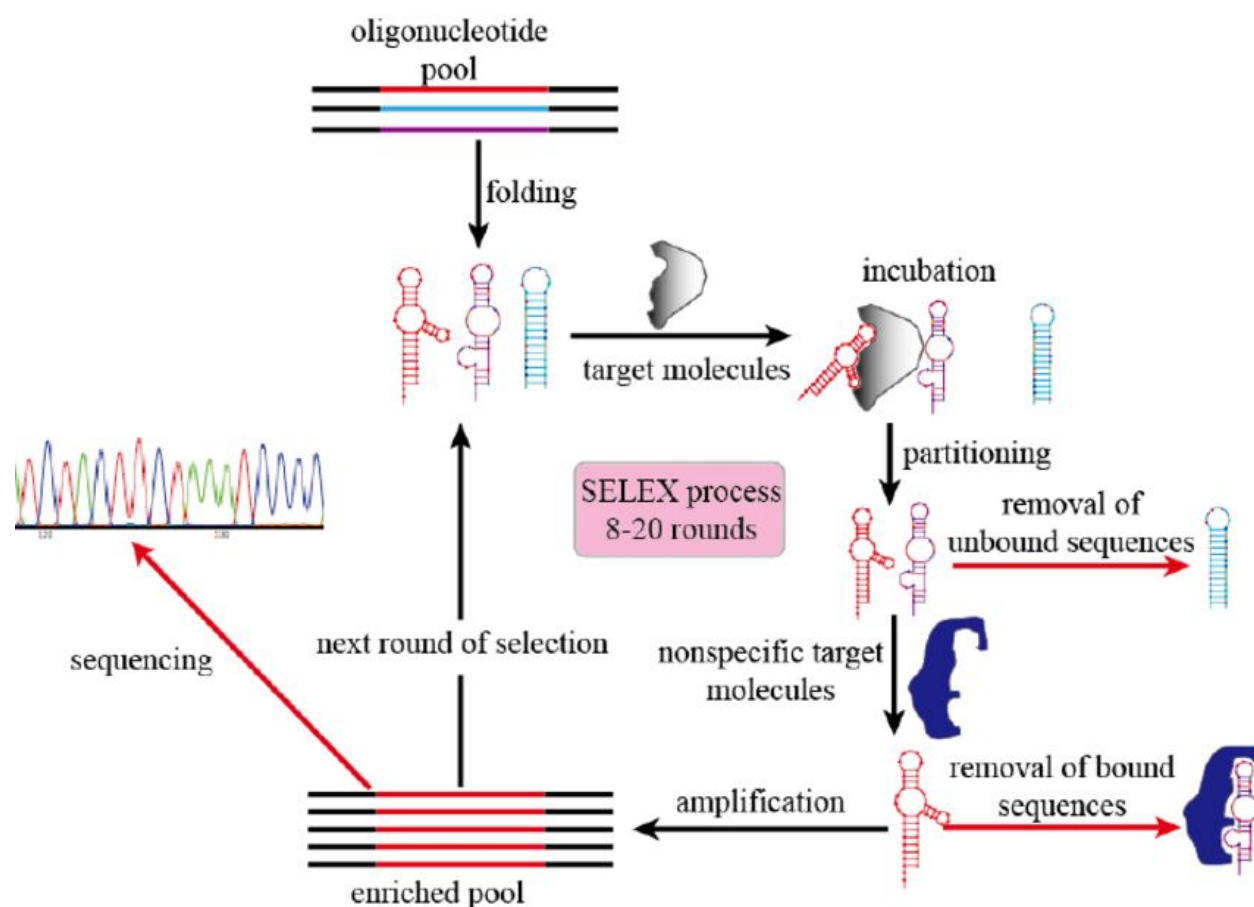 oligonucleotide
pool
folding
target molecules
incubation
partitioning
removal of
unbound sequences
SELEX process
8-20 rounds
nonspecific target
molecules
removal of bound
sequences
amplification
next round of selection
sequencing
enriched pool